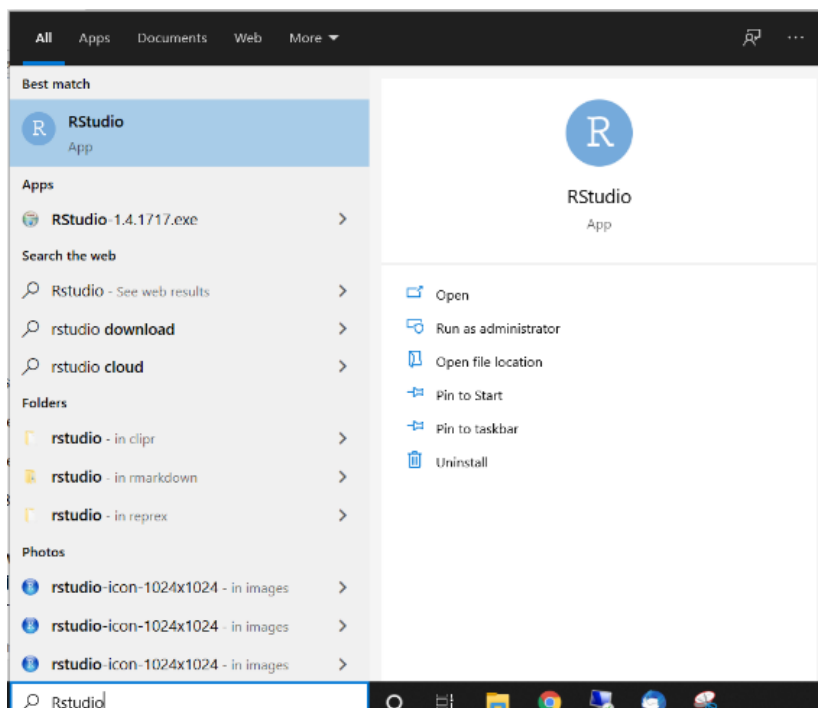 All Apps Documents Web More
Best match
R RStudio
App
Apps
RStudio-1.4.1717.exe
Search the web
Rstudio - See web results
rstudio download
rstudio cloud
Folders
rstudio - in clipr
rstudio - in rmarkdown
rstudio - in reprex
Photos
rstudio-icon-1024x1024 - in images
rstudio-icon-1024x1024 - in images
rstudio-icon-1024x1024 - in images
Rstudio
R
RStudio
App
Open
Run as administrator
Open file location
Pin to Start
Pin to taskbar
Uninstall